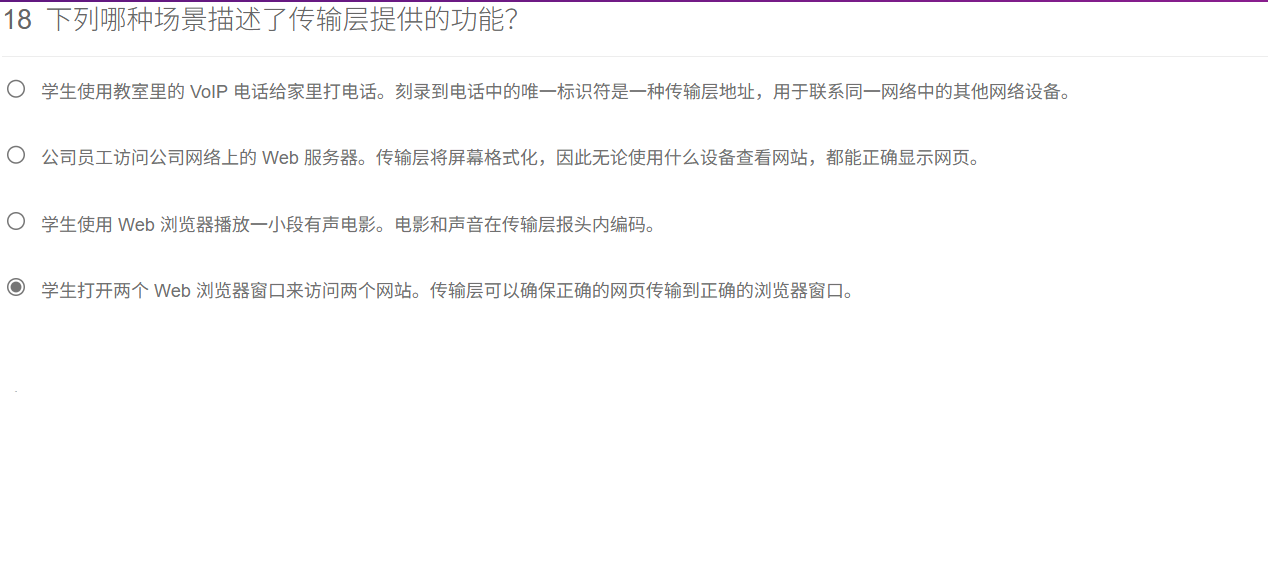 18 下列哪种场景描述了传输层提供的功能?
学生使用教室里的 VoIP 电话给家里打电话。刻录到电话中的唯一标识符是一种传输层地址，用于联系同一网络中的其他网络设备。
公司员工访问公司网络上的 Web 服务器。传输层将屏幕格式化，因此无论使用什么设备查看网站，都能正确显示网页。
学生使用 Web 浏览器播放一小段有声电影。电影和声音在传输层报头内编码。
学生打开两个 Web 浏览器窗口来访问两个网站。传输层可以确保正确的网页传输到正确的浏览器窗口。